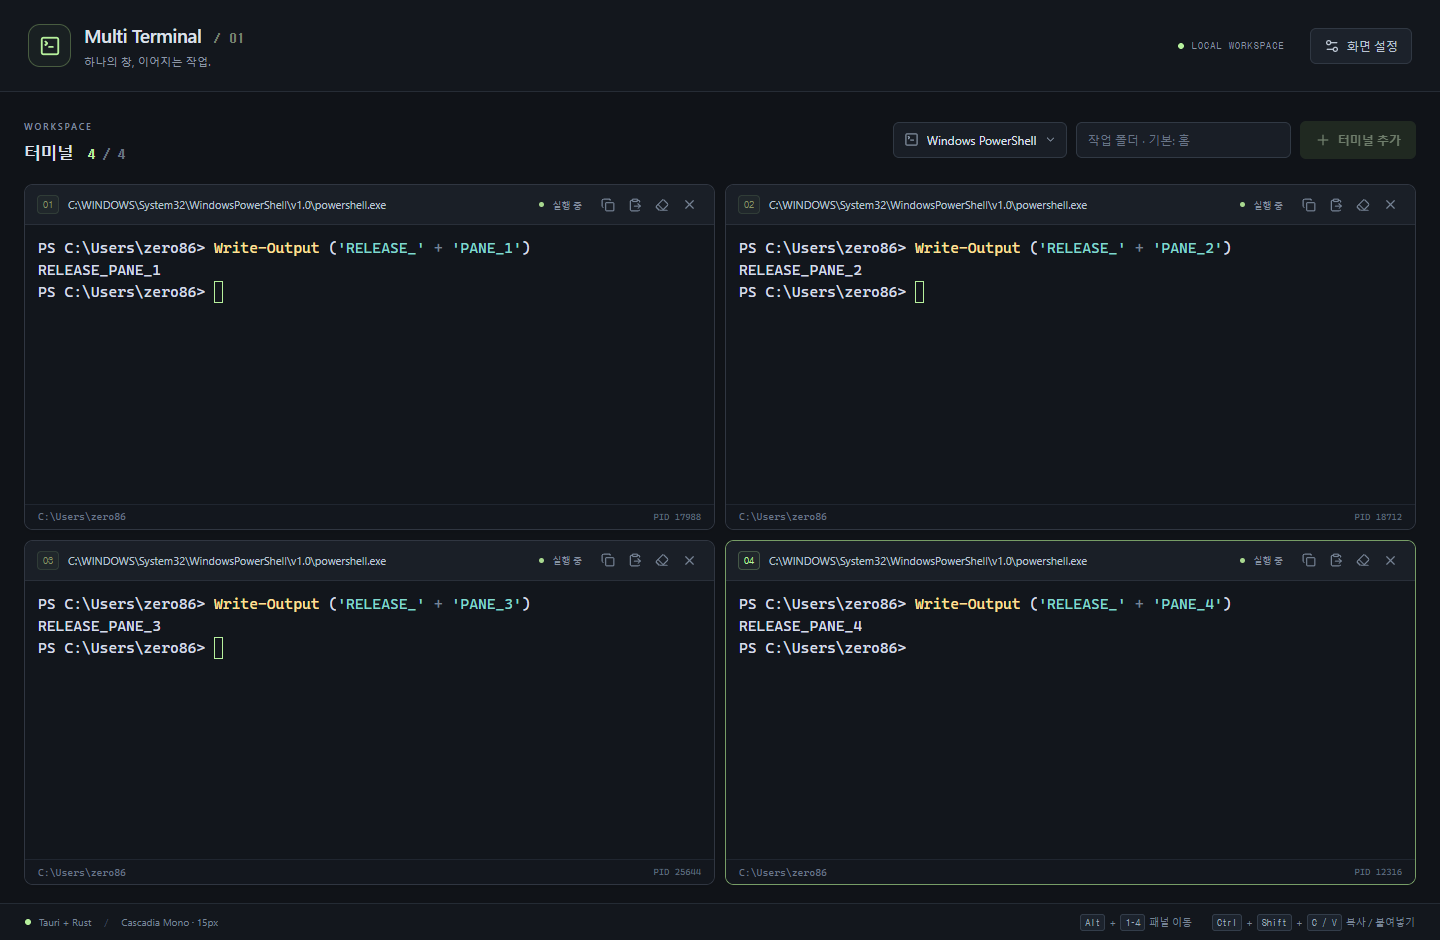 Multi Terminal / 01
하나의 창, 이어지는 작업.
LOCAL WORKSPACE
화면 설정
WORKSPACE
터미널 4 / 4
Windows PowerShell
작업 폴더 · 기본: 홈
+ 터미널 추가
01 C:\WINDOWS\System32\WindowsPowerShell\v1.0\powershell.exe 실행 중
PS C:\Users\zero86> Write-Output ('RELEASE_' + 'PANE_1')
RELEASE_PANE_1
PS C:\Users\zero86>
C:\Users\zero86 PID 17988
02 C:\WINDOWS\System32\WindowsPowerShell\v1.0\powershell.exe 실행 중
PS C:\Users\zero86> Write-Output ('RELEASE_' + 'PANE_2')
RELEASE_PANE_2
PS C:\Users\zero86>
C:\Users\zero86 PID 18712
03 C:\WINDOWS\System32\WindowsPowerShell\v1.0\powershell.exe 실행 중
PS C:\Users\zero86> Write-Output ('RELEASE_' + 'PANE_3')
RELEASE_PANE_3
PS C:\Users\zero86>
C:\Users\zero86 PID 25644
04 C:\WINDOWS\System32\WindowsPowerShell\v1.0\powershell.exe 실행 중
PS C:\Users\zero86> Write-Output ('RELEASE_' + 'PANE_4')
RELEASE_PANE_4
PS C:\Users\zero86>
C:\Users\zero86 PID 12316
Tauri + Rust / Cascadia Mono · 15px
Alt + 1-4 패널 이동 Ctrl + Shift + C / V 복사 / 붙여넣기